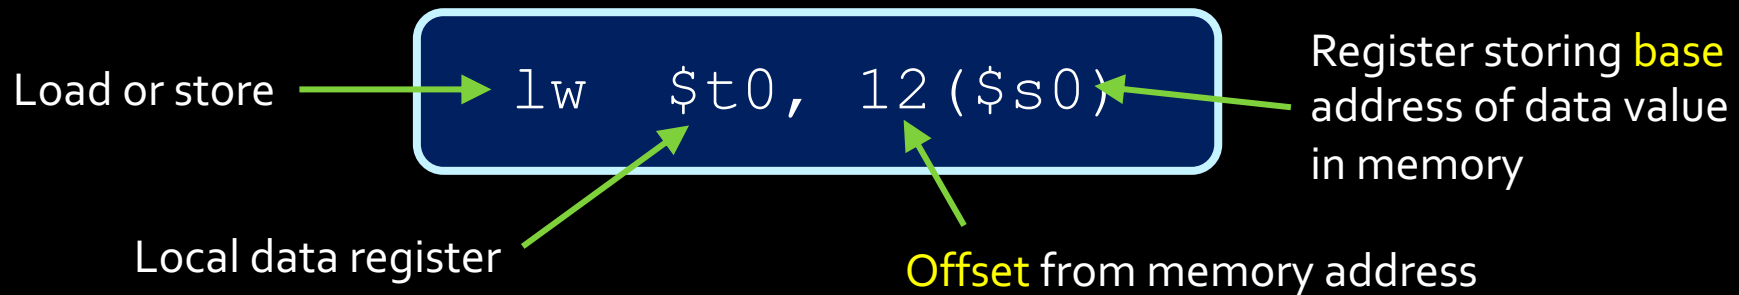 Load or store
lw $t0, 12($s0)
Register storing base
address of data value
in memory
Local data register
Offset from memory address